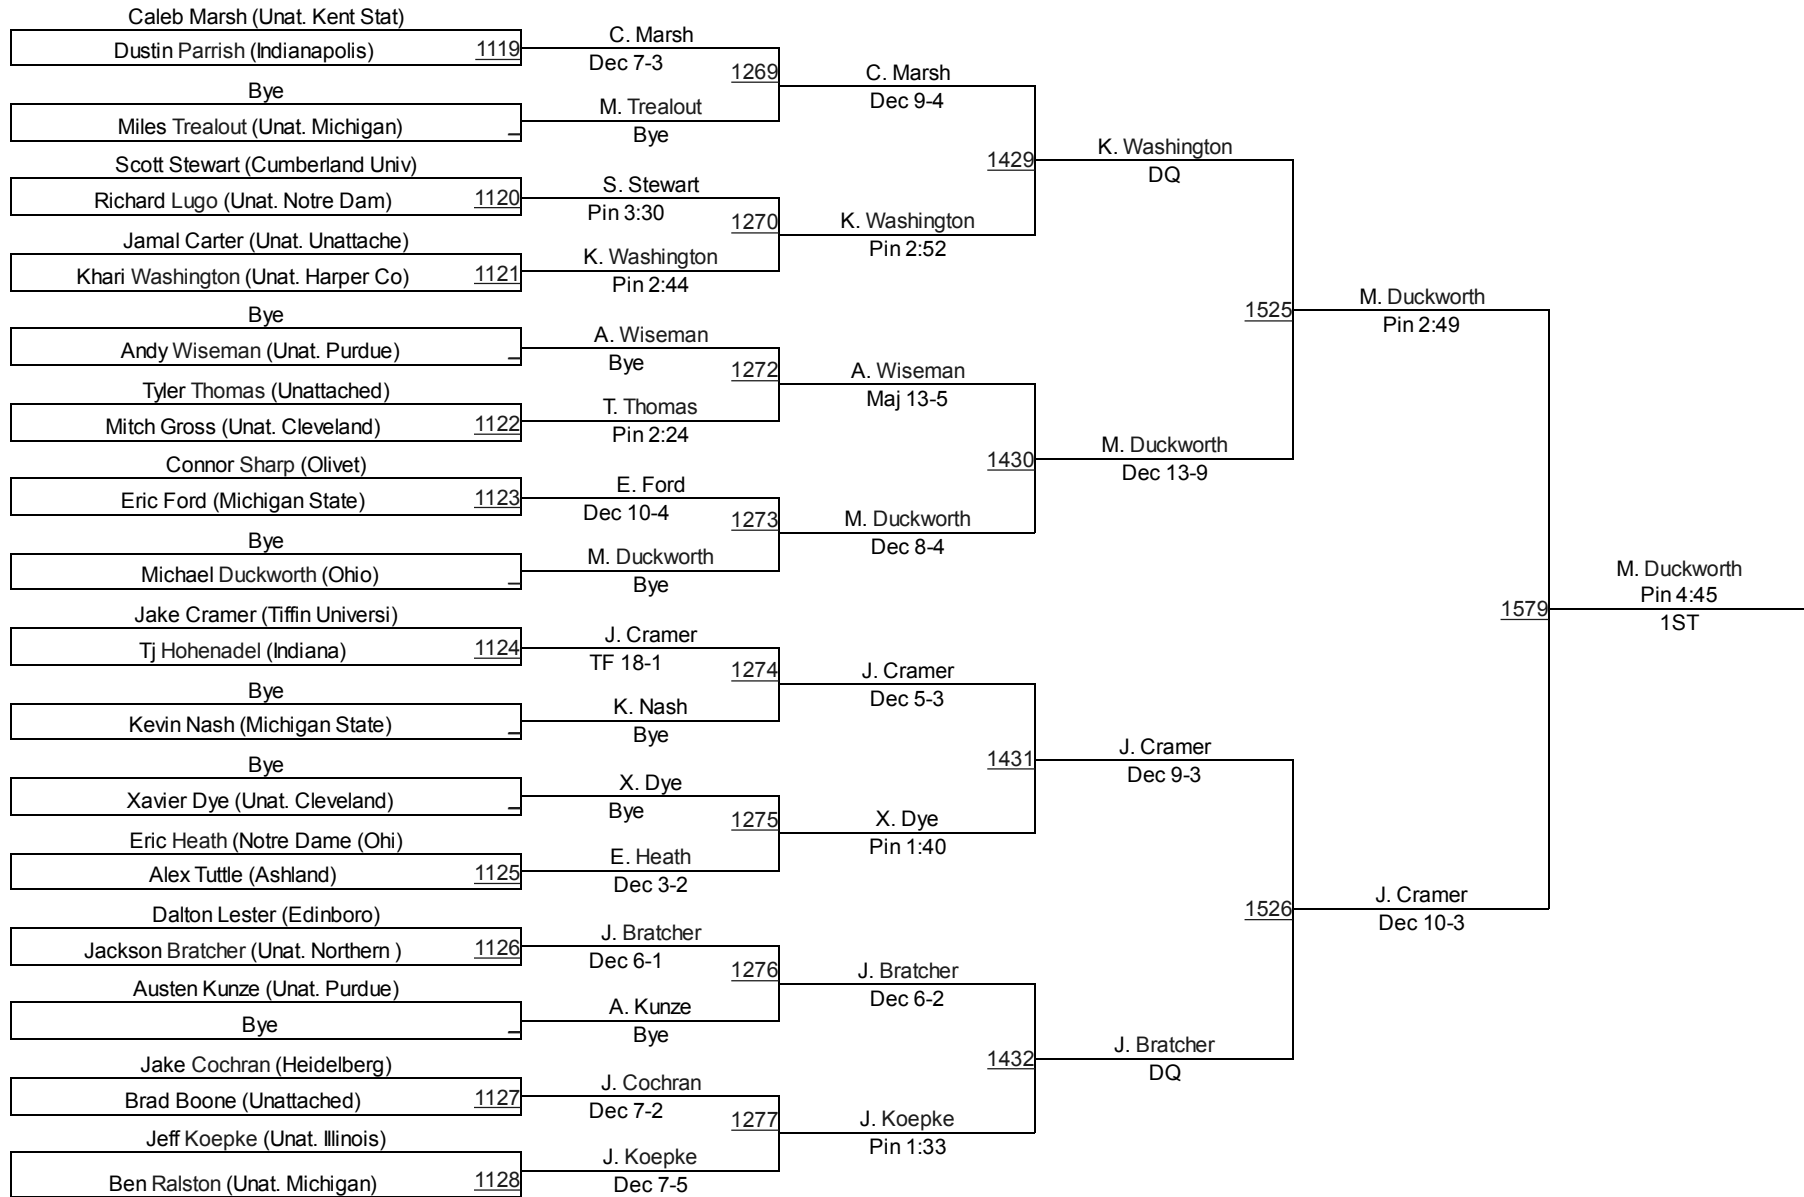 Caleb Marsh (Unat. Kent Stat)
Dustin Parrish (Indianapolis) 1119
Bye
Miles Trealout (Unat. Michigan)
Scott Stewart (Cumberland Univ)
Richard Lugo (Unat. Notre Dam) 1120
Jamal Carter (Unat. Unattache)
Khari Washington (Unat. Harper Co) 1121
Bye
Andy Wiseman (Unat. Purdue)
Tyler Thomas (Unattached)
Mitch Gross (Unat. Cleveland) 1122
Connor Sharp (Olivet)
Eric Ford (Michigan State) 1123
Bye
Michael Duckworth (Ohio)
Jake Cramer (Tiffin Universi)
Tj Hohenadel (Indiana) 1124
Bye
Kevin Nash (Michigan State)
Bye
Xavier Dye (Unat. Cleveland)
Eric Heath (Notre Dame (Ohi)
Alex Tuttle (Ashland) 1125
Dalton Lester (Edinboro)
Jackson Bratcher (Unat. Northern ) 1126
Austen Kunze (Unat. Purdue)
Bye
Jake Cochran (Heidelberg)
Brad Boone (Unattached) 1127
Jeff Koepke (Unat. Illinois)
Ben Ralston (Unat. Michigan) 1128
C. Marsh
Dec 7-3
1269
M. Trealout
Bye
S. Stewart
Pin 3:30
1270
K. Washington
Pin 2:44
A. Wiseman
Bye
1272
T. Thomas
Pin 2:24
E. Ford
Dec 10-4
1273
M. Duckworth
Bye
J. Cramer
TF 18-1
1274
K. Nash
Bye
X. Dye
Bye
1275
E. Heath
Dec 3-2
J. Bratcher
Dec 6-1
1276
A. Kunze
Bye
J. Cochran
Dec 7-2
1277
J. Koepke
Dec 7-5
C. Marsh
Dec 9-4
1429
K. Washington
Pin 2:52
A. Wiseman
Maj 13-5
1430
M. Duckworth
Dec 8-4
J. Cramer
Dec 5-3
1431
X. Dye
Pin 1:40
J. Bratcher
Dec 6-2
1432
J. Koepke
Pin 1:33
K. Washington
DQ
1525
M. Duckworth
Dec 13-9
J. Cramer
Dec 9-3
1526
J. Bratcher
DQ
M. Duckworth
Pin 2:49
1579
J. Cramer
Dec 10-3
M. Duckworth
Pin 4:45
1ST